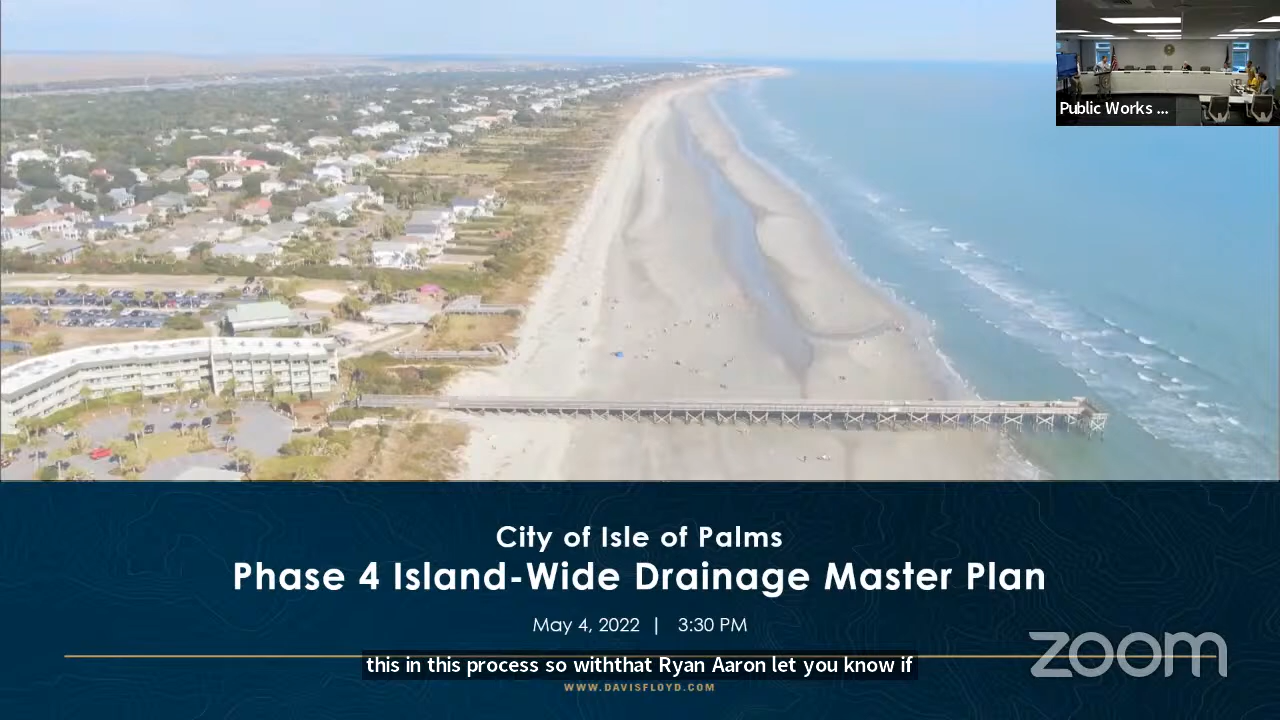 Public Works ...
City of Isle of Palms
Phase 4 Island-Wide Drainage Master Plan
May 4, 2022 | 3:30 PM
zoom
this in this process so withthat Ryan Aaron let you know if
WWW.DAVISFLOYD.COM